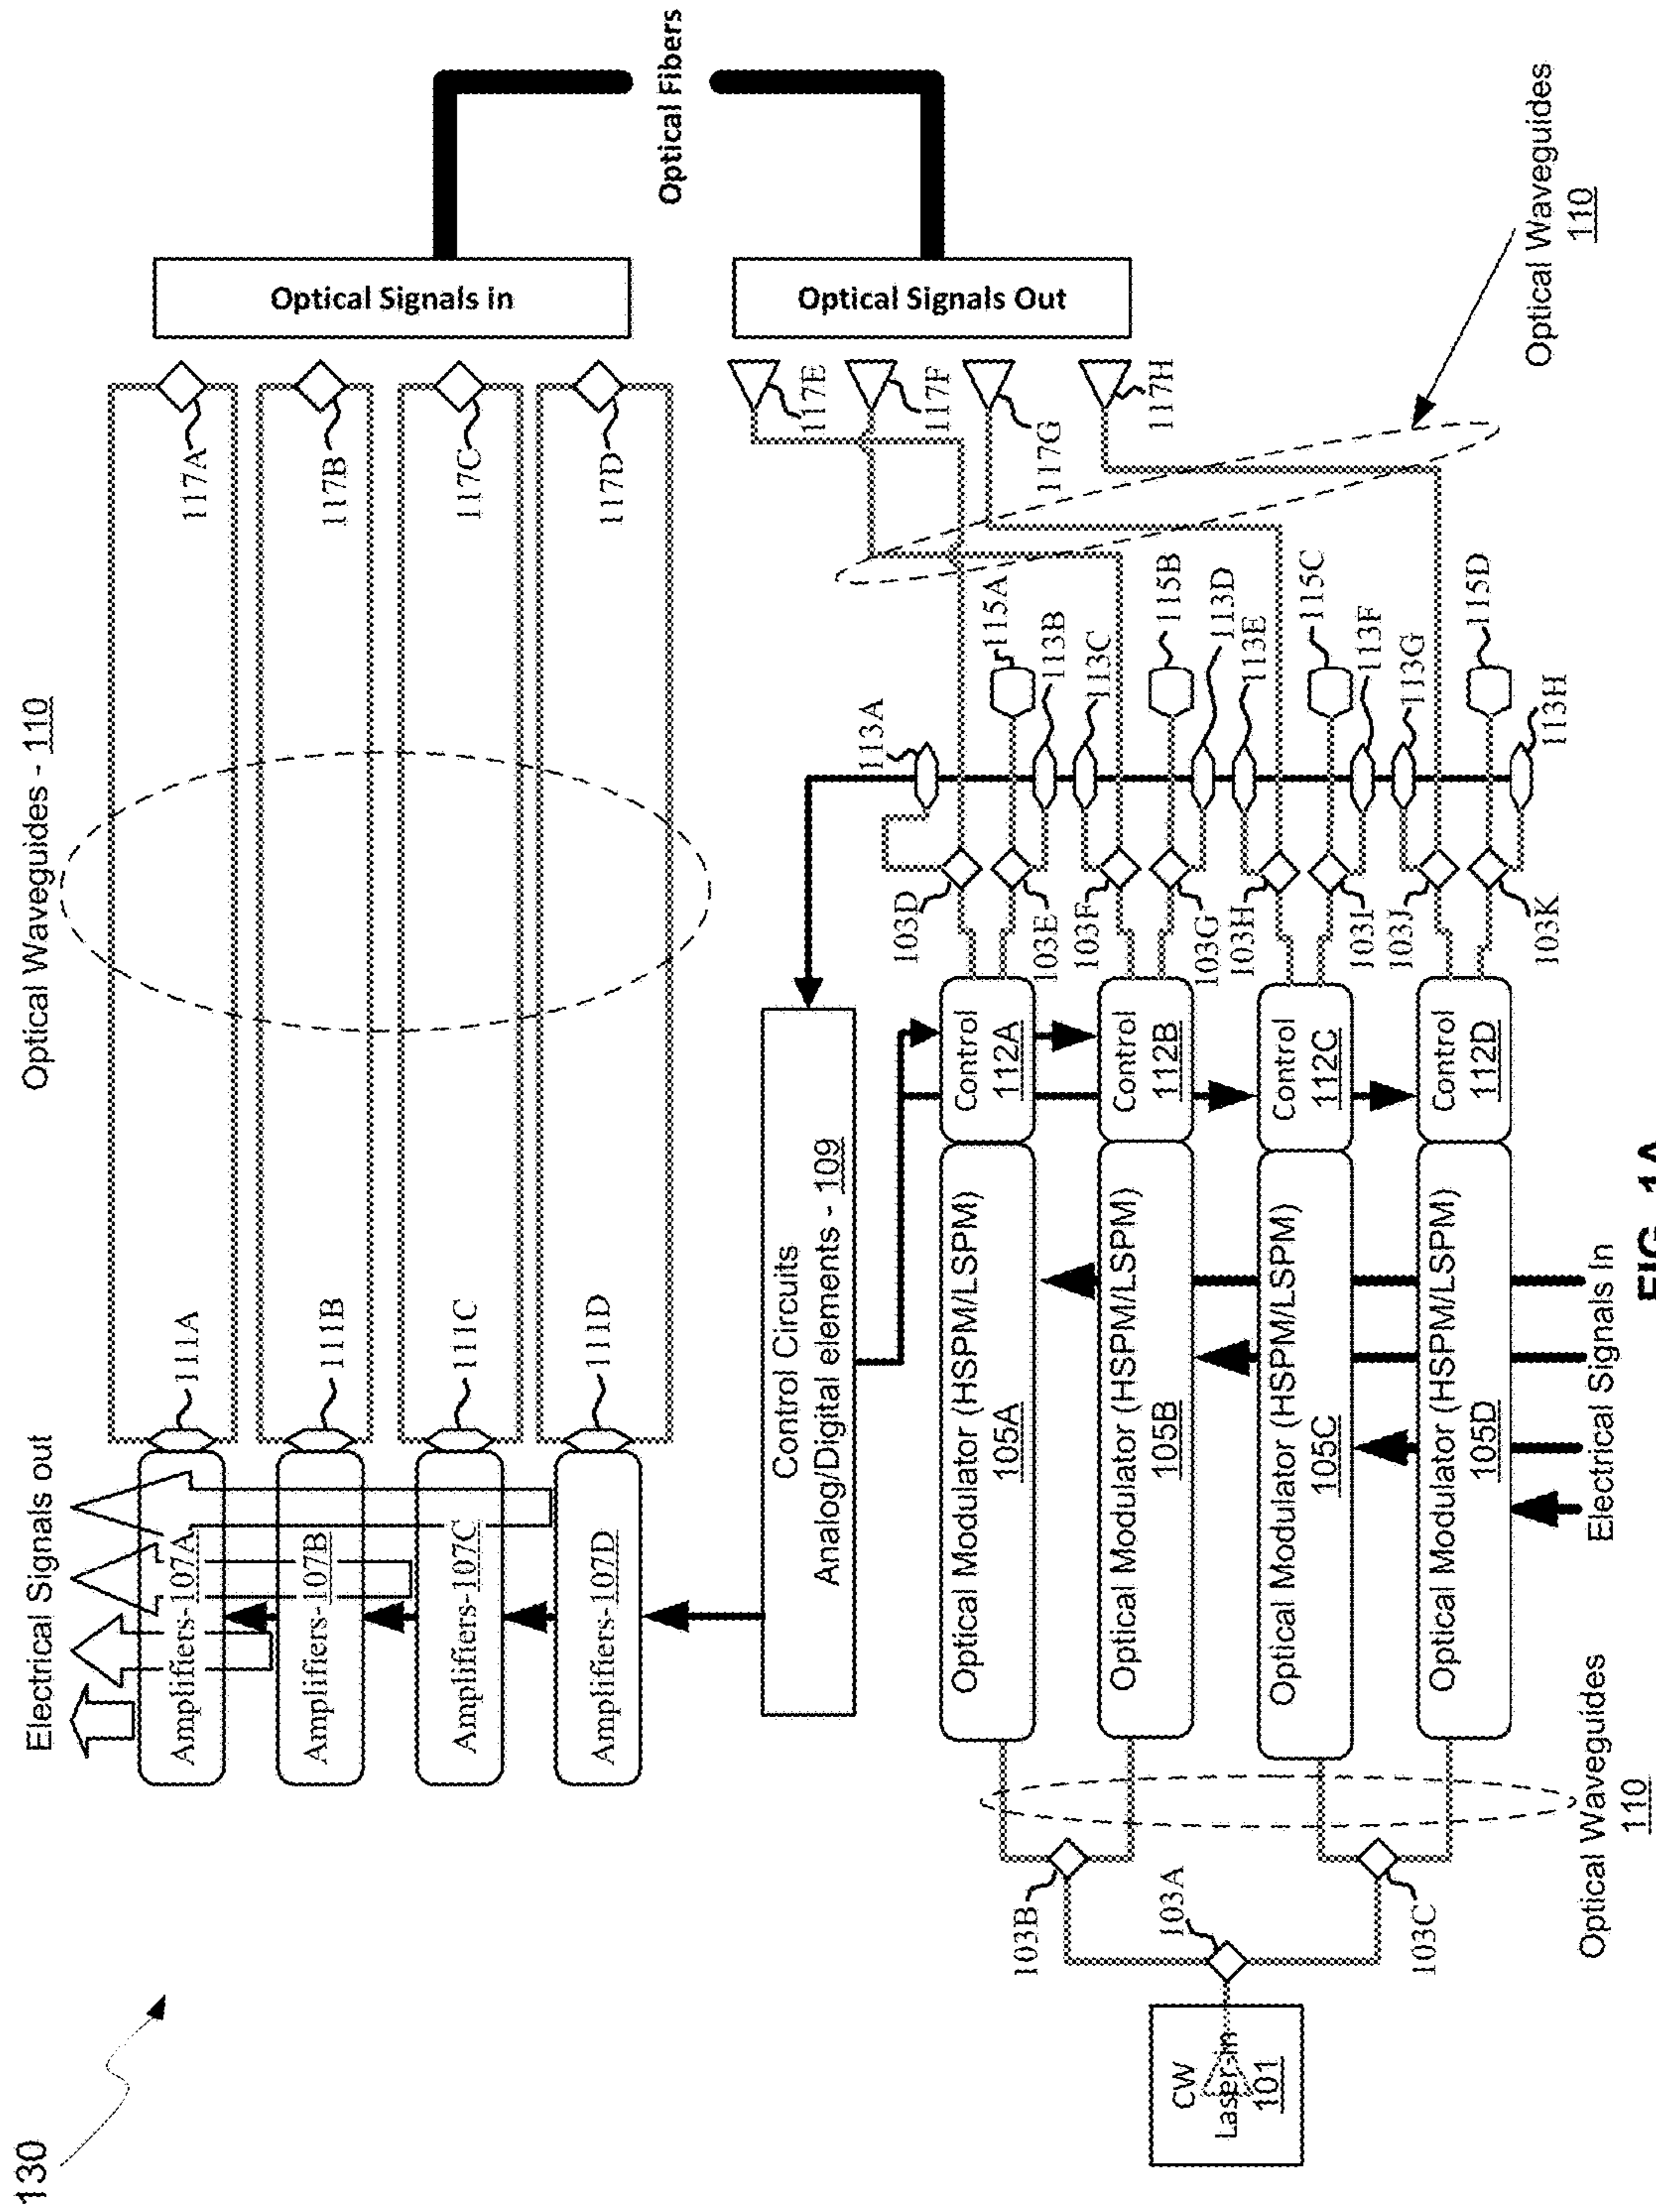 130
Electrical Signals out
Optical Waveguides - 110
Amplifiers-107A
Amplifiers-107B
Amplifiers-107C
Amplifiers-107D
111A
111B
111C
111D
117A
117B
117C
117D
Optical Signals in
Optical Fibers
Optical Signals Out
Control Circuits
Analog/Digital elements - 109
117E
117F
117G
117H
CW
Laser In
101
103A
103B
103C
Optical Modulator (HSPM/LSPM)
105A
Optical Modulator (HSPM/LSPM)
105B
Optical Modulator (HSPM/LSPM)
105C
Optical Modulator (HSPM/LSPM)
105D
Control
112A
Control
112B
Control
112C
Control
112D
103D
103E
103F
103G
103H
103I
103J
103K
113A
113B
113C
113D
113E
113F
113G
113H
115A
115B
115C
115D
Optical Waveguides
110
Electrical Signals In
Optical Waveguides
110
FIG. 1A